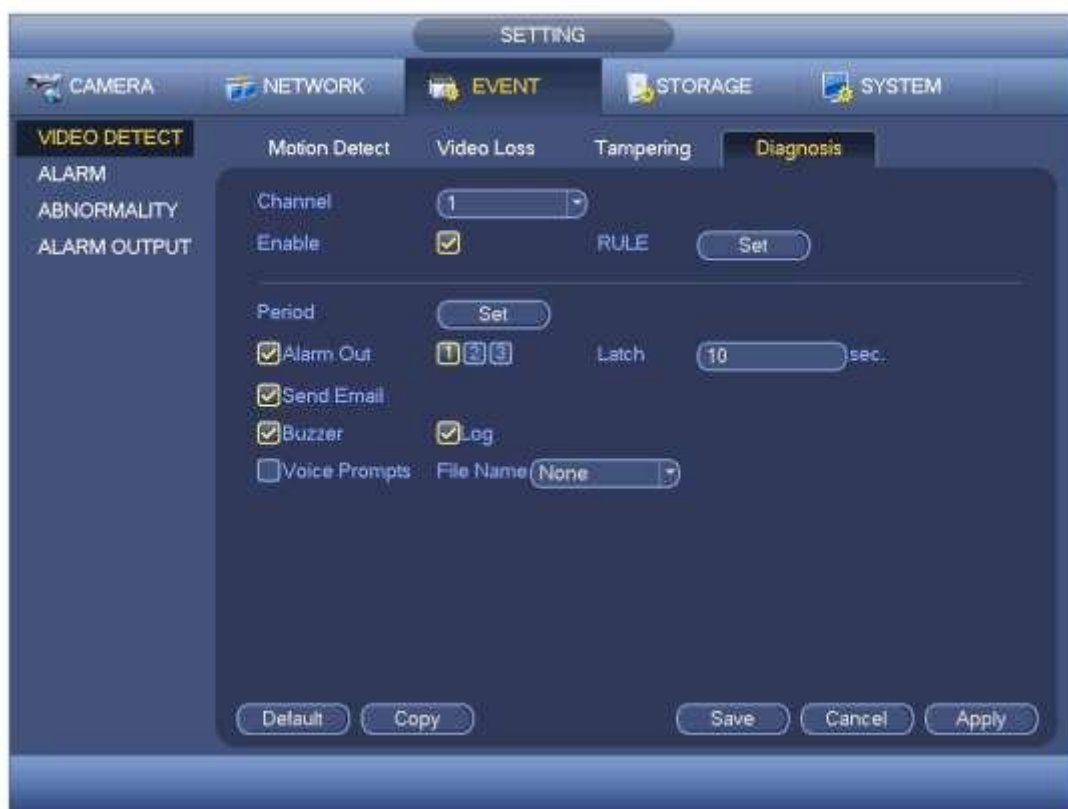 SETTING
CAMERA NETWORK EVENT STORAGE SYSTEM
VIDEO DETECT
ALARM
ABNORMALITY
ALARM OUTPUT
Motion Detect Video Loss Tampering Diagnosis
Channel 1
Enable RULE Set
Period Set
Alarm Out 1 2 3 Latch 10 sec.
Send Email
Buzzer Log
Voice Prompts File Name None
Default Copy Save Cancel Apply